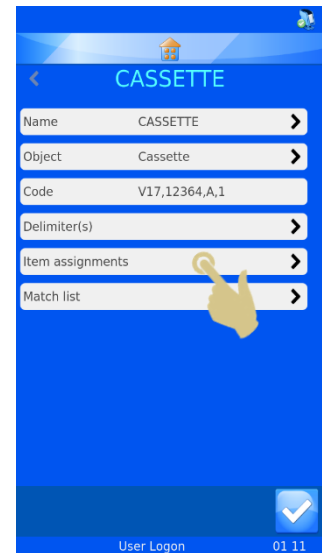 CASSETTE
Name CASSETTE
Object Cassette
Code V17,12364,A,1
Delimiter(s)
Item assignments
Match list
User Logon 01 11